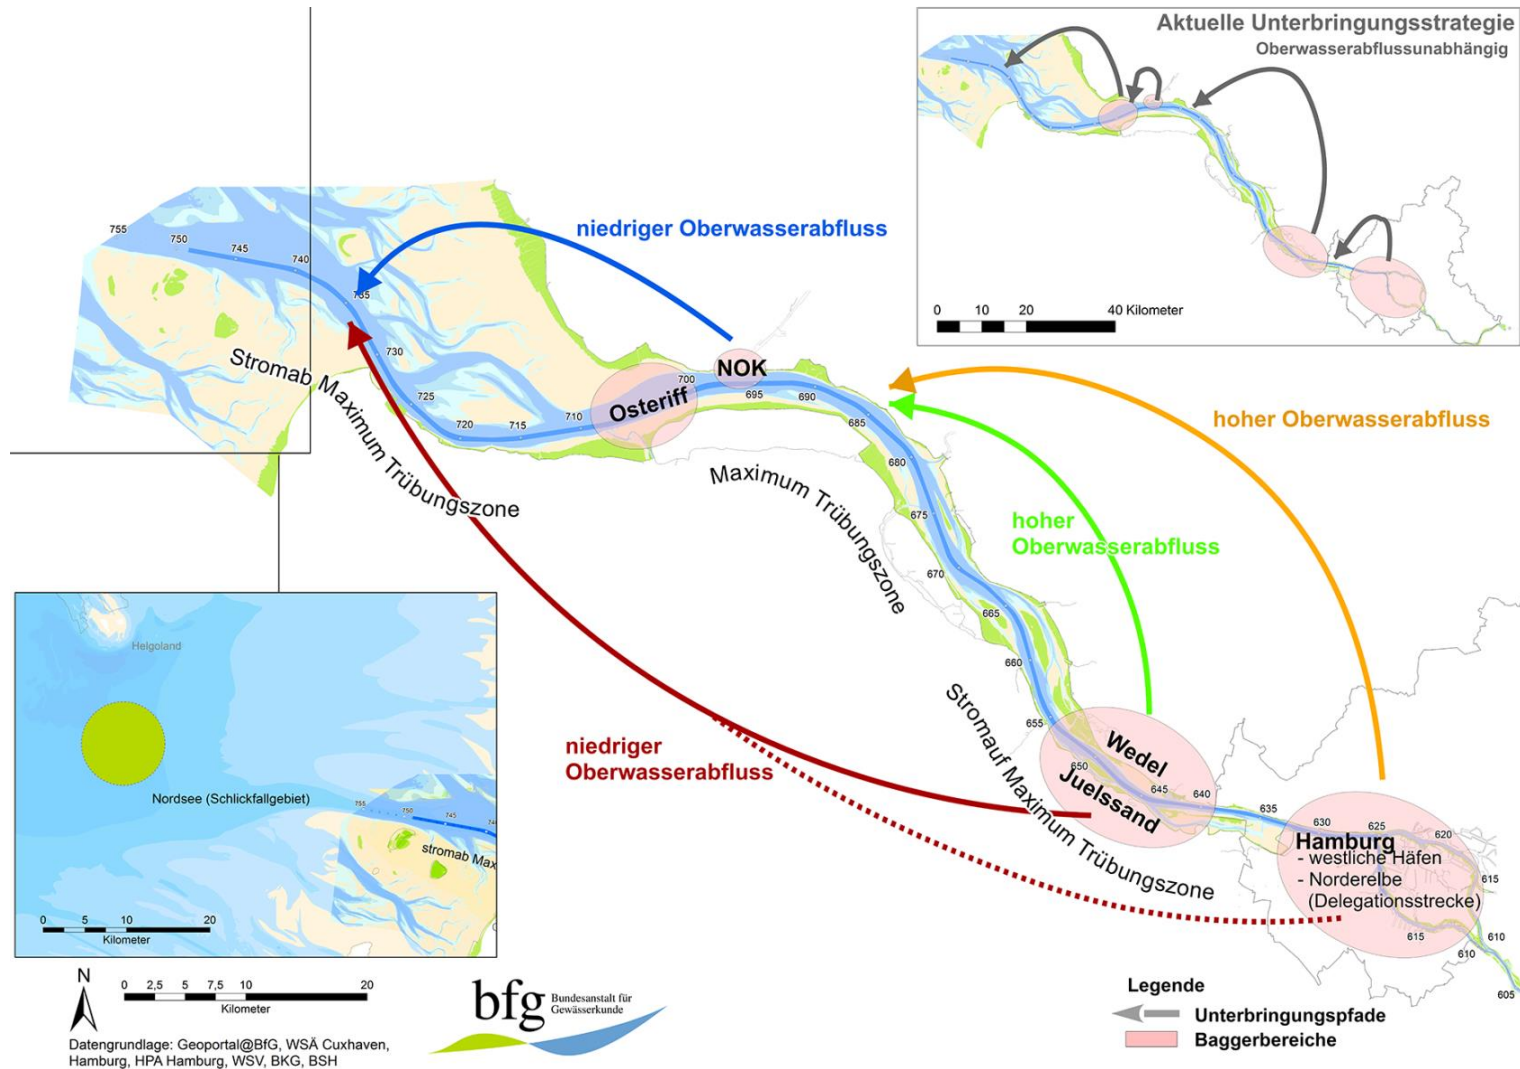 Aktuelle Unterbringungsstrategie
Oberwasserabflussunabhängig
0 10 20 40 Kilometer
niedriger Oberwasserabfluss
755
750
745
740
735
730
725
720
715
710
700
695
690
685
680
675
670
665
660
655
650
645
640
635
630
625
620
615
615
610
610
605
NOK
Osteriff
Stromab Maximum Trübungszone
Maximum Trübungszone
Stromauf Maximum Trübungszone
hoher Oberwasserabfluss
hoher
Oberwasserabfluss
niedriger
Oberwasserabfluss
Wedel
Juelssand
Hamburg
- westliche Häfen
- Norderelbe
(Delegationsstrecke)
Helgoland
Nordsee (Schlickfallgebiet)
755
750
745
740
stromab Max
0 5 10 20
Kilometer
N
0 2,5 5 7,5 10 20
Kilometer
Datengrundlage: Geoportal@BfG, WSÄ Cuxhaven,
Hamburg, HPA Hamburg, WSV, BKG, BSH
bfg
Bundesanstalt für
Gewässerkunde
Legende
Unterbringungspfade
Baggerbereiche